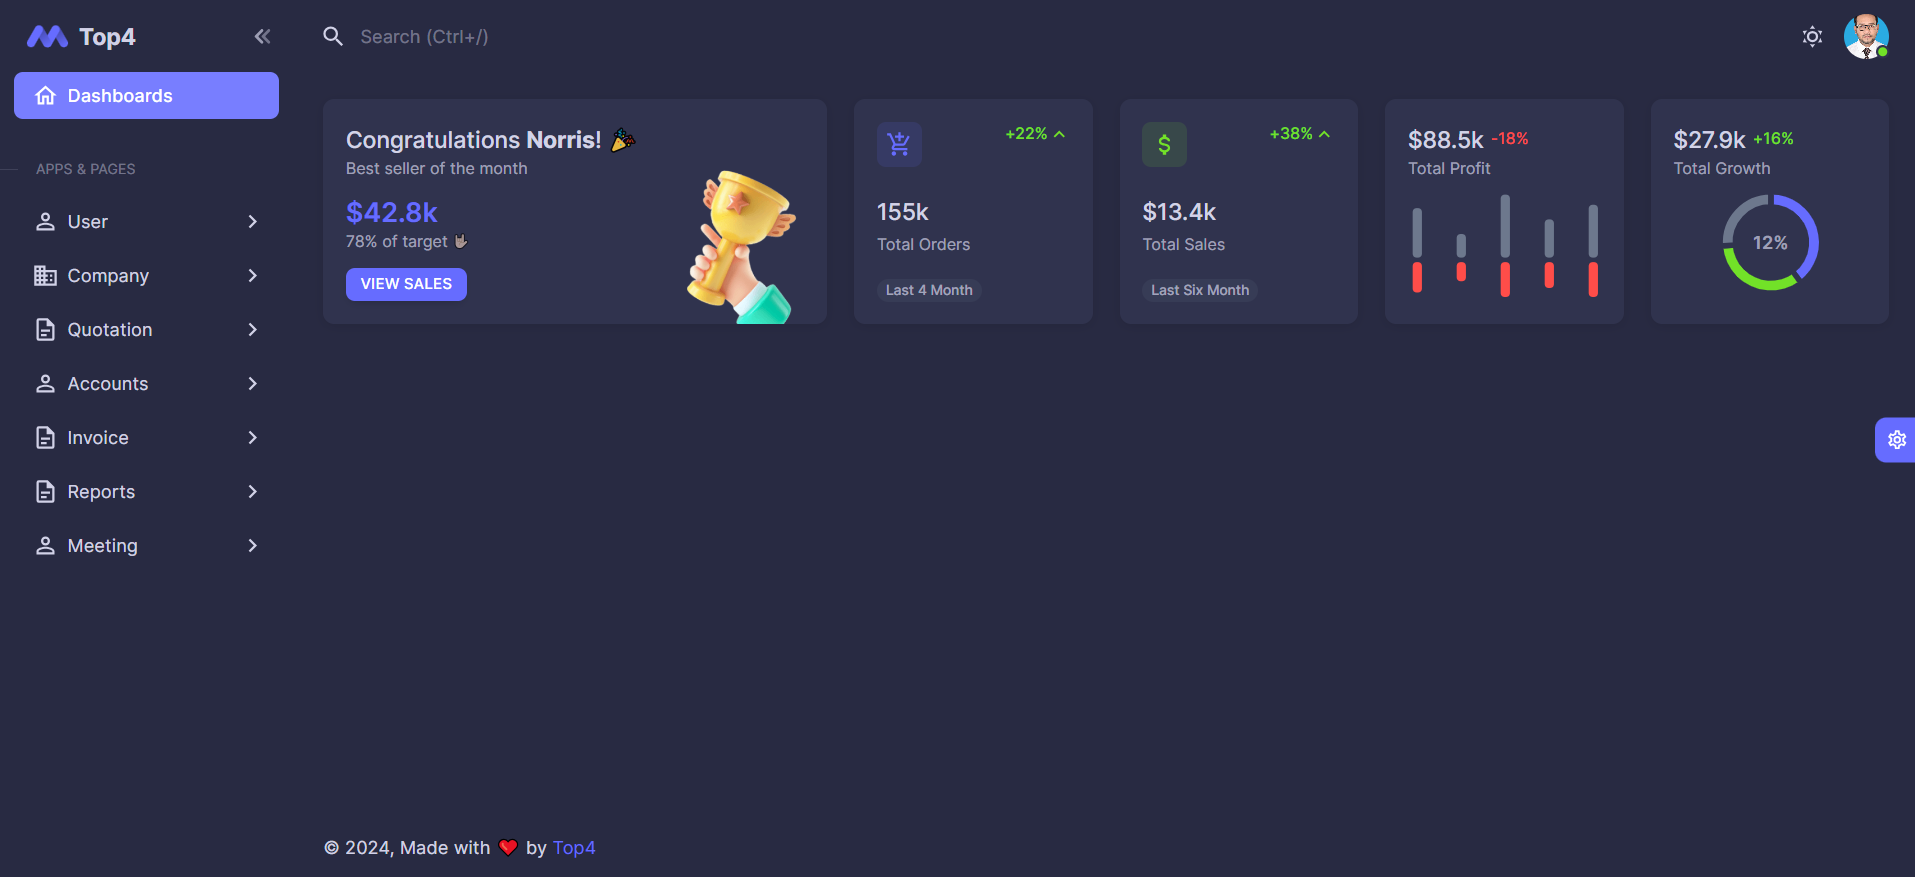 Top4
Search (Ctrl+/)
Dashboards
APPS & PAGES
User
Company
Quotation
Accounts
Invoice
Reports
Meeting
Congratulations Norris! 🎉
Best seller of the month
$42.8k
78% of target 🤟🏽
VIEW SALES
+22%
155k
Total Orders
Last 4 Month
+38%
$13.4k
Total Sales
Last Six Month
$88.5k -18%
Total Profit
$27.9k +16%
Total Growth
12%
© 2024, Made with ❤️ by Top4